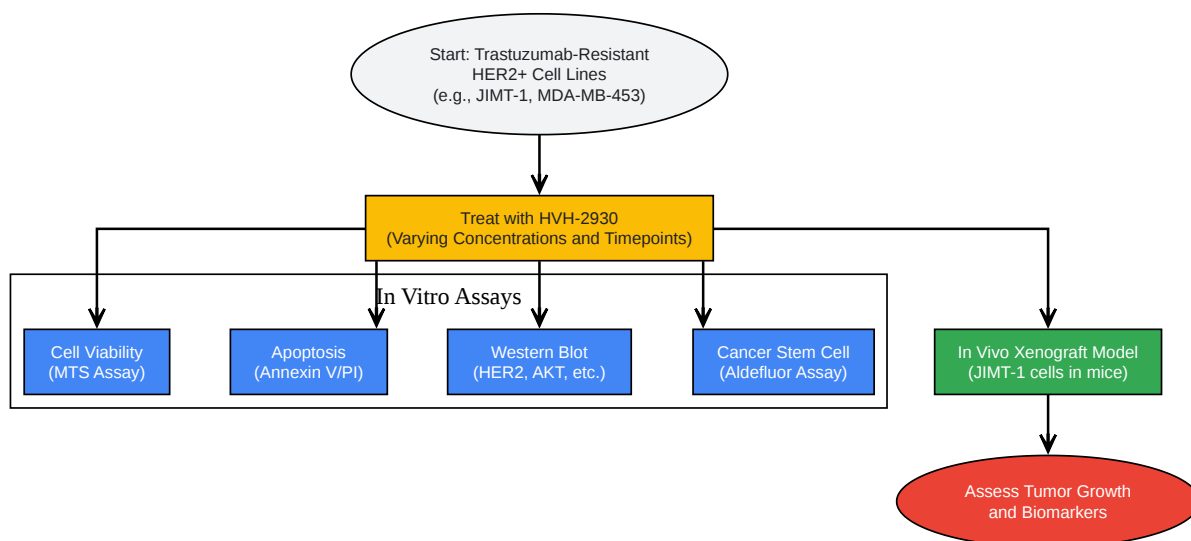 Start: Trastuzumab-Resistant
HER2+ Cell Lines
(e.g., JIMT-1, MDA-MB-453)
Treat with HVH-2930
(Varying Concentrations and Timepoints)
In Vitro Assays
Cell Viability
(MTS Assay)
Apoptosis
(Annexin V/PI)
Western Blot
(HER2, AKT, etc.)
Cancer Stem Cell
(Aldefluor Assay)
In Vivo Xenograft Model
(JIMT-1 cells in mice)
Assess Tumor Growth
and Biomarkers